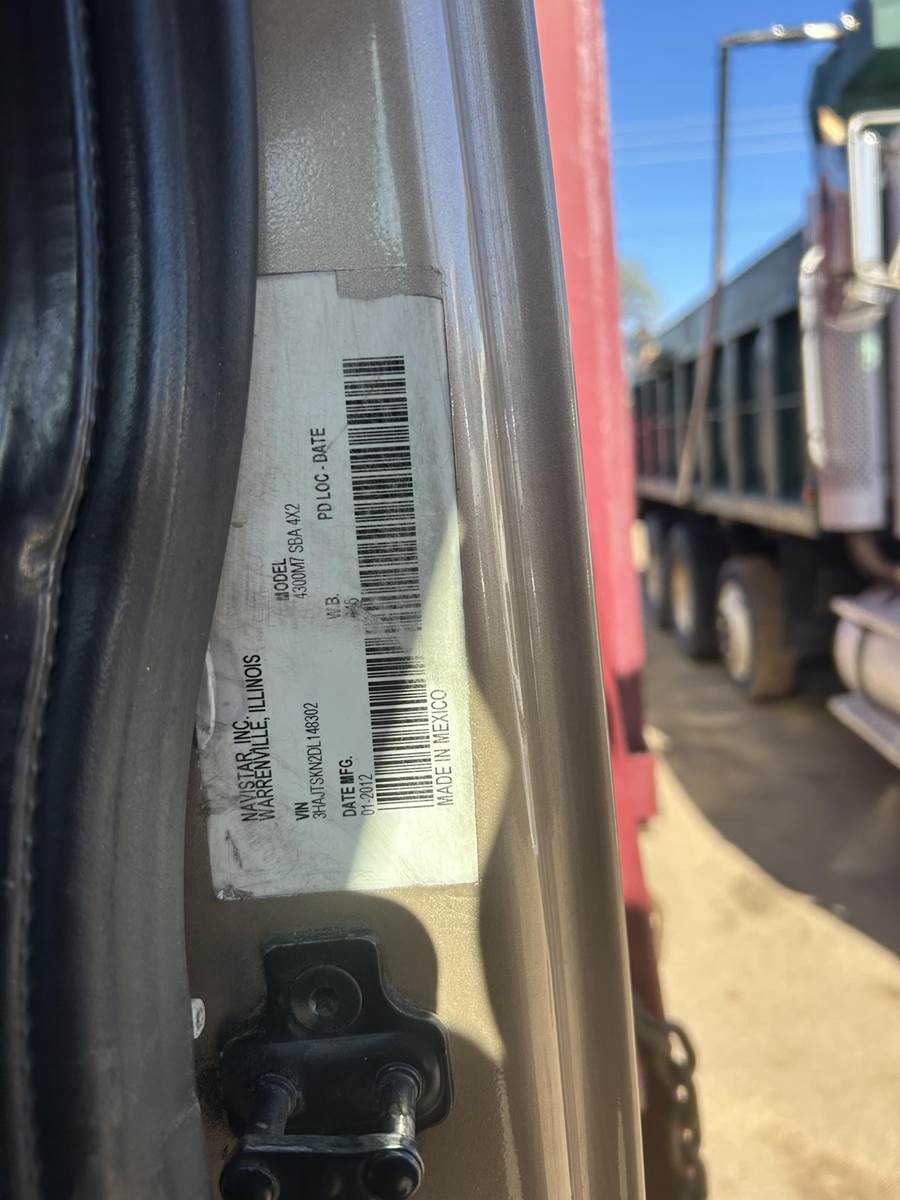 NAVISTAR, INC.
WARRENVILLE, ILLINOIS
VIN
3HAJTSKN2DL148302
MODEL
4300M7 SBA 4X2
DATE MFG.
01-2012
W.B.
PD LOC - DATE
MADE IN MEXICO